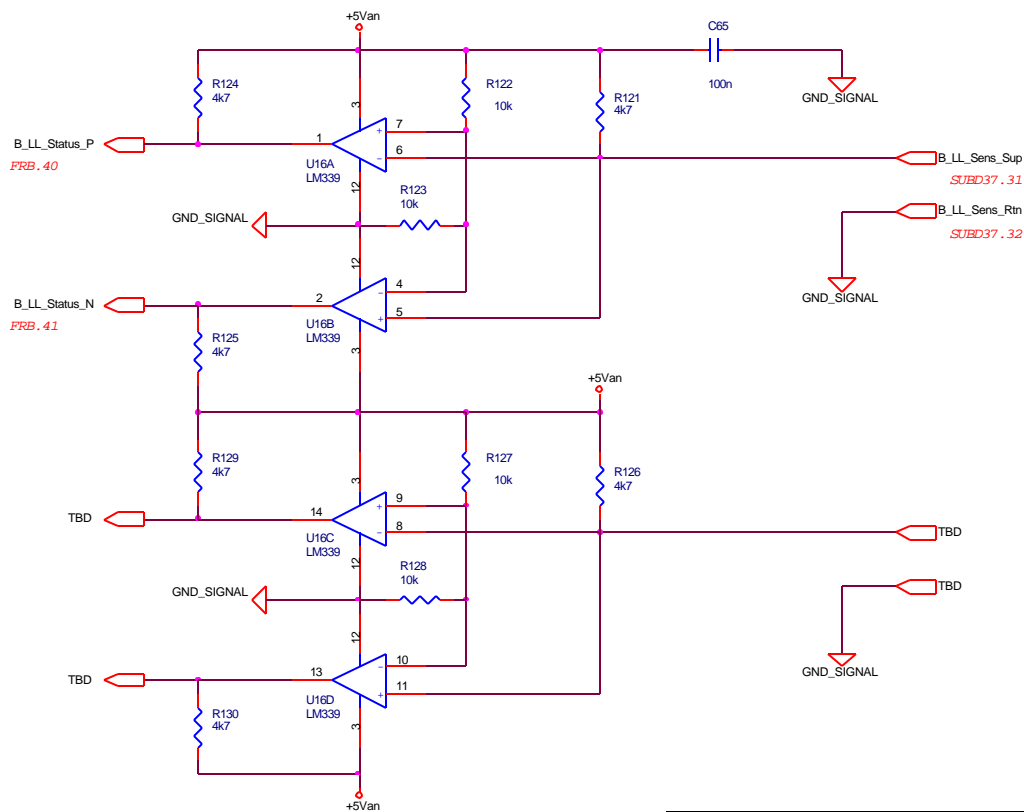 +5Van
C65
100n
GND_SIGNAL
R124
4k7
R122
10k
R121
4k7
3
7
+
6
-
1
U16A
LM339
12
B_LL_Status_P
FRB.40
B_LL_Sens_Sup
SUBD37.31
R123
10k
GND_SIGNAL
B_LL_Sens_Rtn
SUBD37.32
GND_SIGNAL
12
4
-
5
+
2
U16B
LM339
3
B_LL_Status_N
FRB.41
R125
4k7
+5Van
R129
4k7
R127
10k
R126
4k7
3
9
+
8
-
14
U16C
LM339
12
TBD
TBD
R128
10k
GND_SIGNAL
TBD
GND_SIGNAL
12
10
-
11
+
13
U16D
LM339
3
TBD
R130
4k7
+5Van